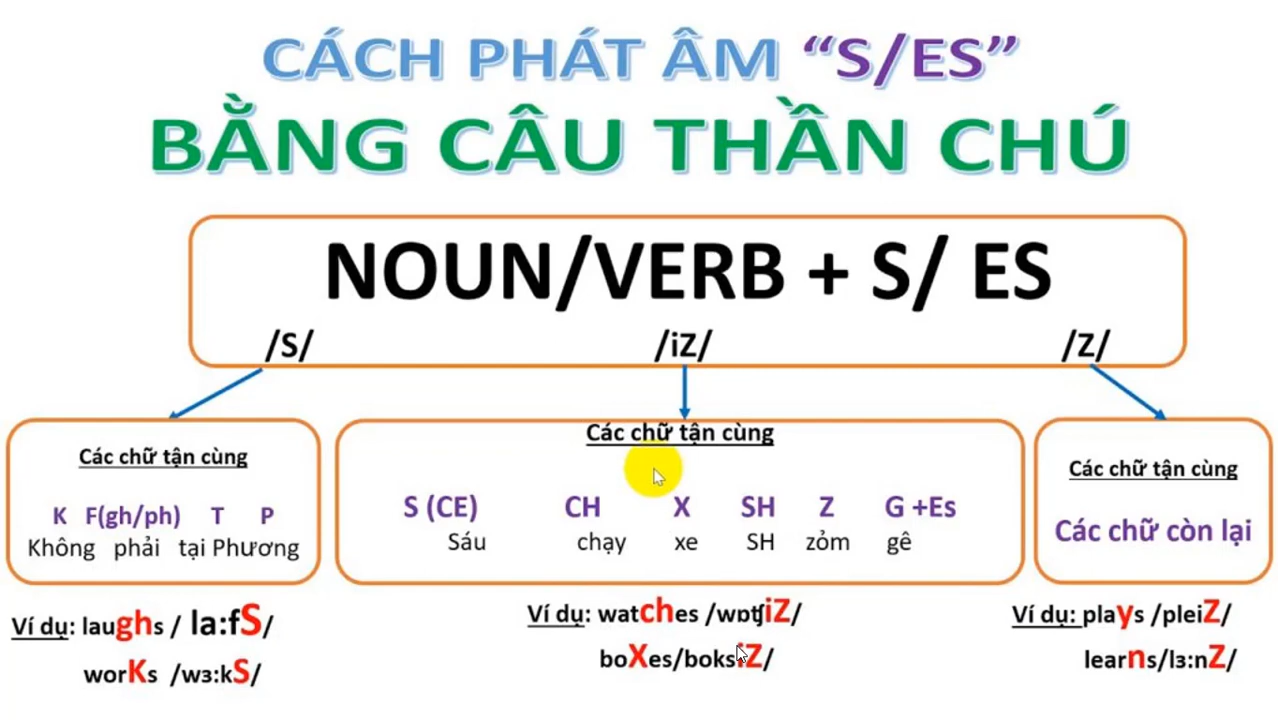 CÁCH PHÁT ÂM “S/ES”
BẰNG CÂU THẦN CHÚ
NOUN/VERB + S/ ES
/S/ /iZ/ /Z/
Các chữ tận cùng
K F(gh/ph) T P
Không phải tại Phương
Các chữ tận cùng
S (CE) CH X SH Z G +Es
Sáu chạy xe SH zỏm gê
Các chữ tận cùng
Các chữ còn lại
Ví dụ: laughs / la:fS/
worKs /wɜ:kS/
Ví dụ: watches /wɒʧiZ/
boXes/boksiZ/
Ví dụ: plays /pleiZ/
learns/lɜ:nZ/